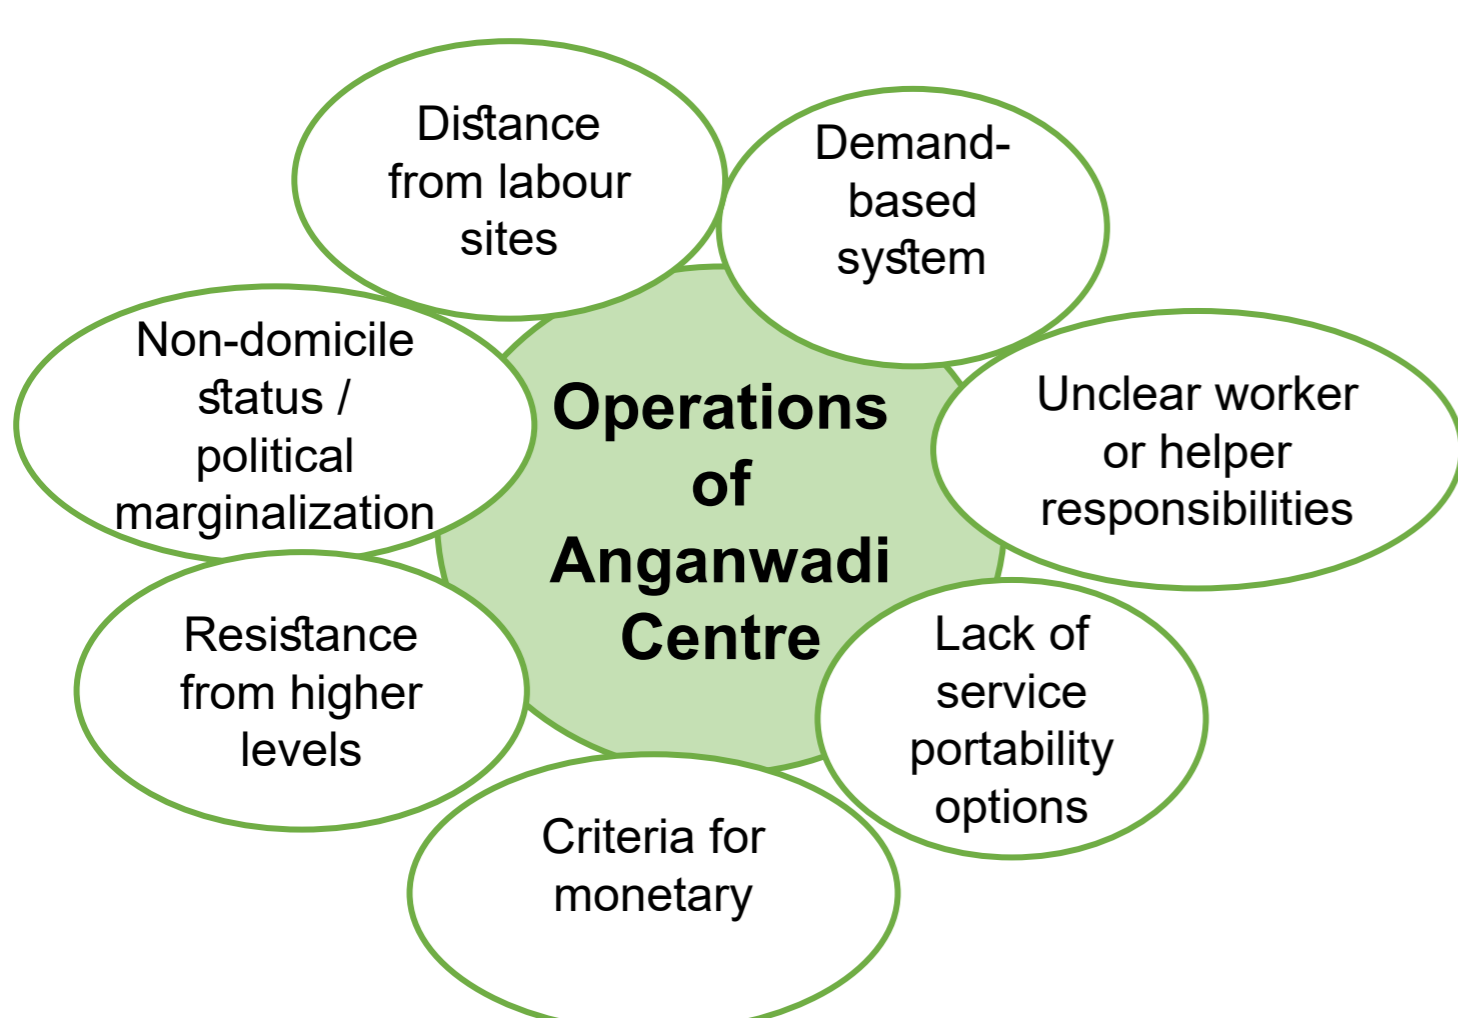 Distance
from labour
sites
Demand-
based
system
Non-domicile
status /
political
marginalization
Operations
of
Anganwadi
Centre
Unclear worker
or helper
responsibilities
Resistance
from higher
levels
Lack of
service
portability
options
Criteria for
monetary